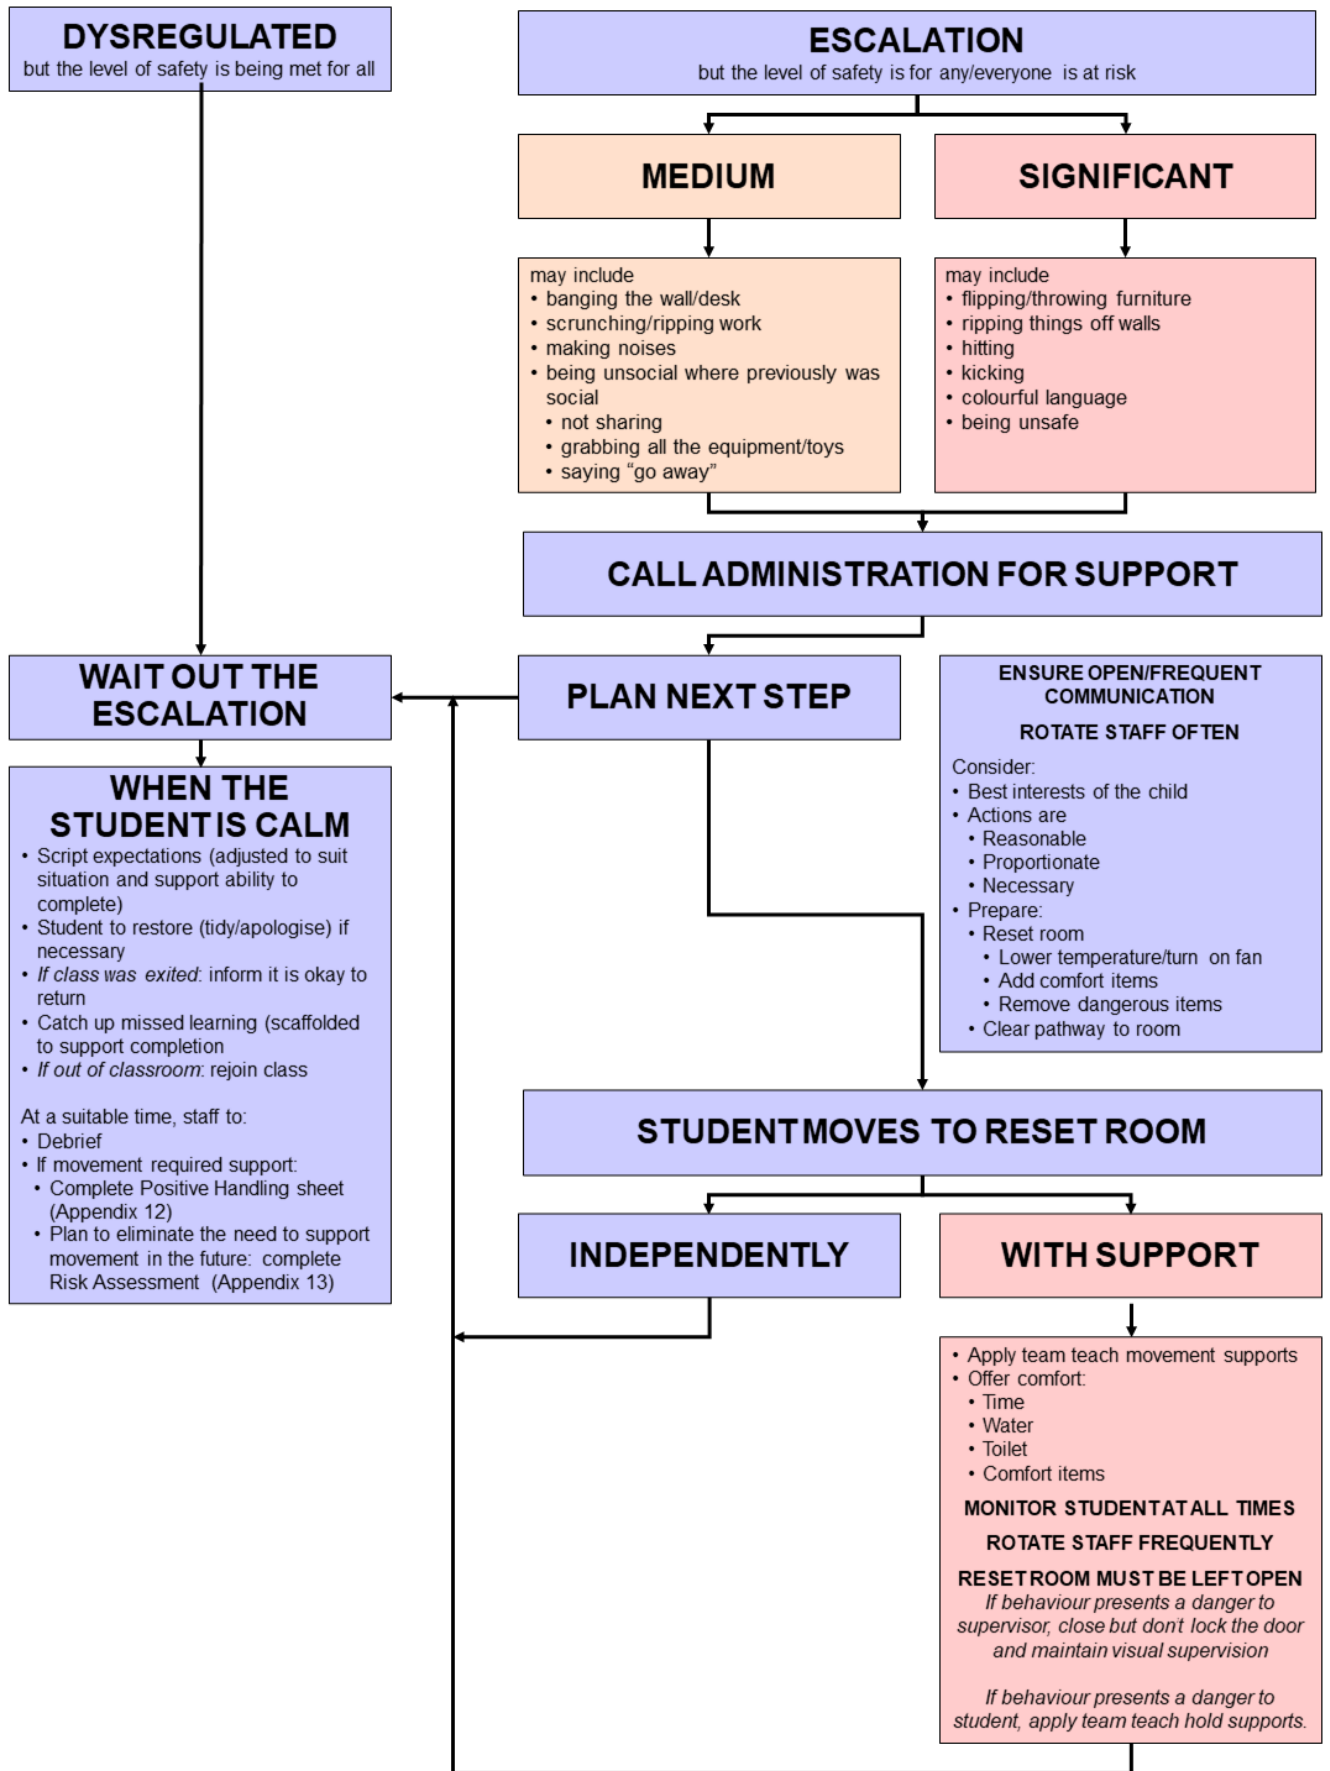 DYSREGULATED
but the level of safety is being met for all
ESCALATION
but the level of safety is for any/everyone is at risk
MEDIUM
SIGNIFICANT
may include
• banging the wall/desk
• scrunching/ripping work
• making noises
• being unsocial where previously was
social
• not sharing
• grabbing all the equipment/toys
• saying “go away”
may include
• flipping/throwing furniture
• ripping things off walls
• hitting
• kicking
• colourful language
• being unsafe
CALL ADMINISTRATION FOR SUPPORT
WAIT OUT THE
ESCALATION
PLAN NEXT STEP
ENSURE OPEN/FREQUENT
COMMUNICATION
ROTATE STAFF OFTEN
Consider:
• Best interests of the child
• Actions are
• Reasonable
• Proportionate
• Necessary
• Prepare:
• Reset room
• Lower temperature/turn on fan
• Add comfort items
• Remove dangerous items
• Clear pathway to room
WHEN THE
STUDENT IS CALM
• Script expectations (adjusted to suit
situation and support ability to
complete)
• Student to restore (tidy/apologise) if
necessary
• If class was exited: inform it is okay to
return
• Catch up missed learning (scaffolded
to support completion
• If out of classroom: rejoin class
At a suitable time, staff to:
• Debrief
• If movement required support:
• Complete Positive Handling sheet
(Appendix 12)
• Plan to eliminate the need to support
movement in the future: complete
Risk Assessment (Appendix 13)
STUDENT MOVES TO RESET ROOM
INDEPENDENTLY
WITH SUPPORT
• Apply team teach movement supports
• Offer comfort:
• Time
• Water
• Toilet
• Comfort items
MONITOR STUDENT AT ALL TIMES
ROTATE STAFF FREQUENTLY
RESET ROOM MUST BE LEFT OPEN
If behaviour presents a danger to
supervisor, close but don't lock the door
and maintain visual supervision
If behaviour presents a danger to
student, apply team teach hold supports.